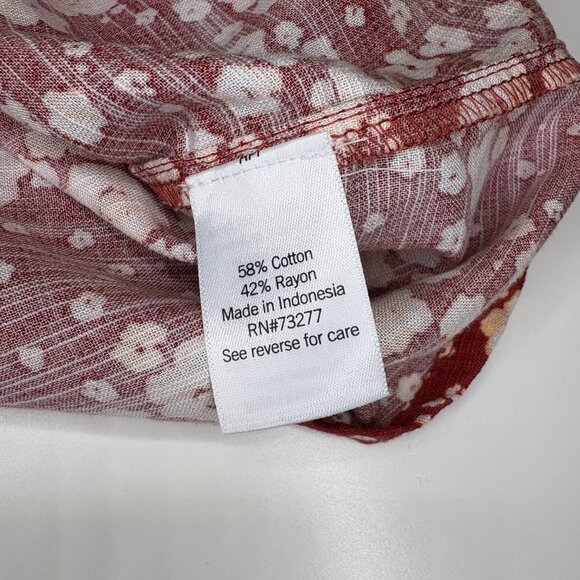 58% Cotton
42% Rayon
Made in Indonesia
RN#73277
See reverse for care